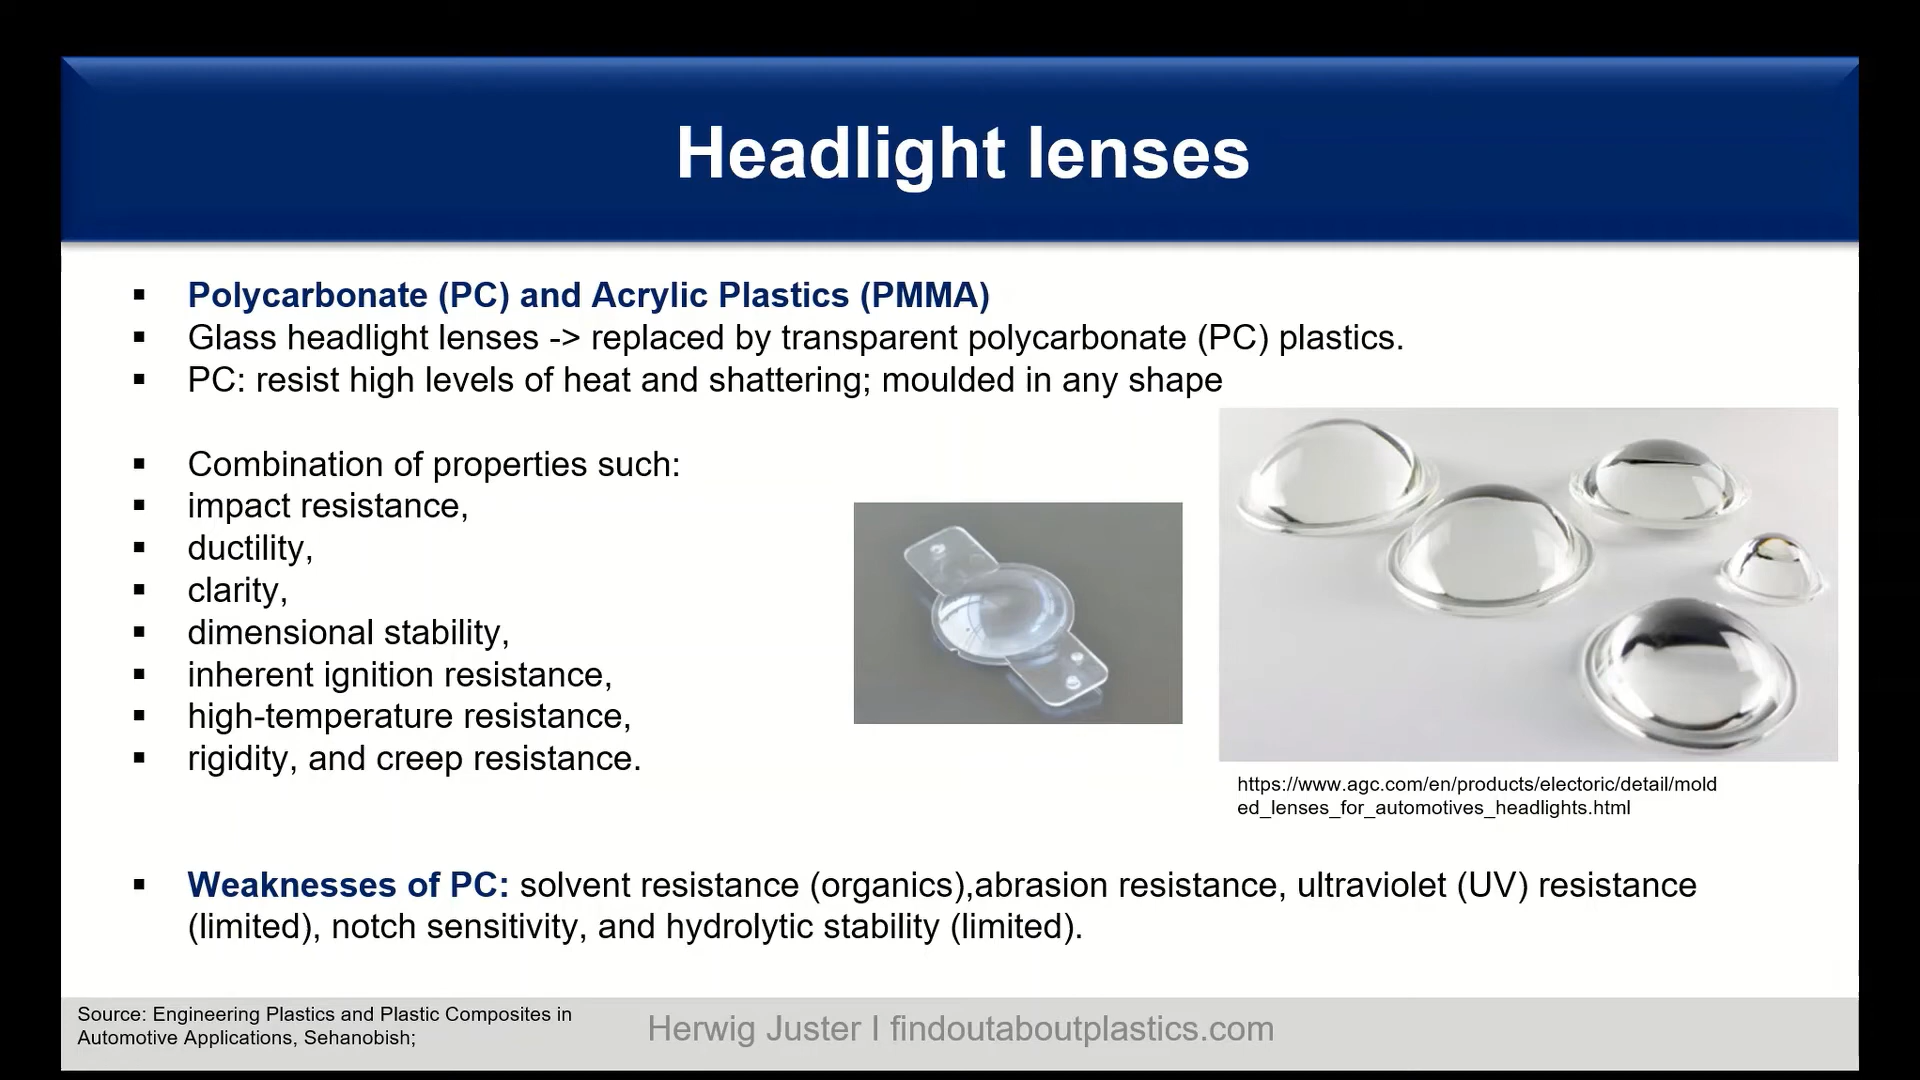 Headlight lenses
▪ Polycarbonate (PC) and Acrylic Plastics (PMMA)
▪ Glass headlight lenses -> replaced by transparent polycarbonate (PC) plastics.
▪ PC: resist high levels of heat and shattering; moulded in any shape
▪ Combination of properties such:
▪ impact resistance,
▪ ductility,
▪ clarity,
▪ dimensional stability,
▪ inherent ignition resistance,
▪ high-temperature resistance,
▪ rigidity, and creep resistance.
https://www.agc.com/en/products/electoric/detail/mold
ed_lenses_for_automotives_headlights.html
▪ Weaknesses of PC: solvent resistance (organics),abrasion resistance, ultraviolet (UV) resistance
(limited), notch sensitivity, and hydrolytic stability (limited).
Source: Engineering Plastics and Plastic Composites in
Automotive Applications, Sehanobish;
Herwig Juster I findoutaboutplastics.com